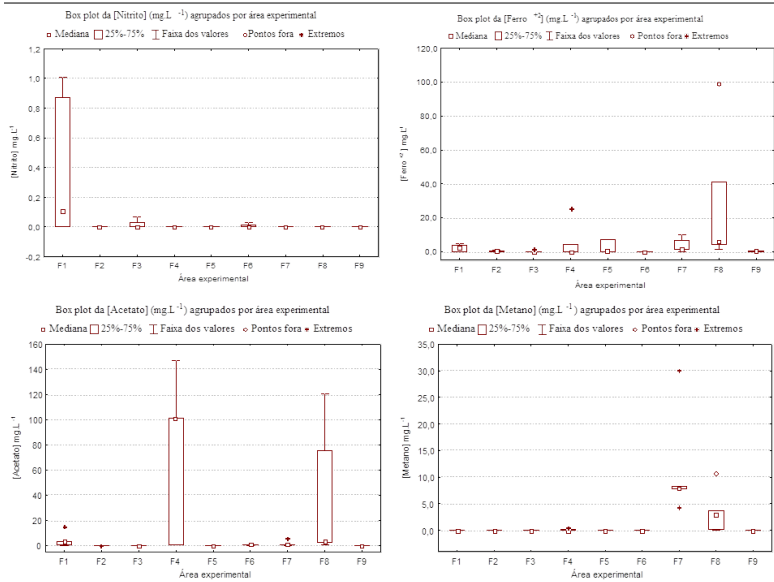 Box plot da [Nitrito] (mg.L ⁻¹) agrupados por área experimental
Mediana 25%-75% Faixa dos valores Pontos fora Extremos
1,0
0,8
0,6
0,4
0,2
0,0
-0,2
[Nitrito] mg.L⁻¹
F1 F2 F3 F4 F5 F6 F7 F8 F9
Área experimental
Box plot da [Ferro ⁺²] (mg.L⁻¹) agrupados por área experimental
Mediana 25%-75% Faixa dos valores Pontos fora Extremos
120,0
100,0
80,0
60,0
40,0
20,0
0,0
[Ferro ⁺²] mg.L⁻¹
F1 F2 F3 F4 F5 F6 F7 F8 F9
Área experimental
Box plot da [Acetato] (mg.L ⁻¹) agrupados por área experimental
Mediana 25%-75% Faixa dos valores Pontos fora Extremos
160
140
120
100
80
60
40
20
0
[Acetato] mg.L⁻¹
F1 F2 F3 F4 F5 F6 F7 F8 F9
Área experimental
Box plot da [Metano] (mg.L ⁻¹) agrupados por área experimental
Mediana 25%-75% Faixa dos valores Pontos fora Extremos
35,0
30,0
25,0
20,0
15,0
10,0
5,0
0,0
[Metano] mg.L⁻¹
F1 F2 F3 F4 F5 F6 F7 F8 F9
Área experimental